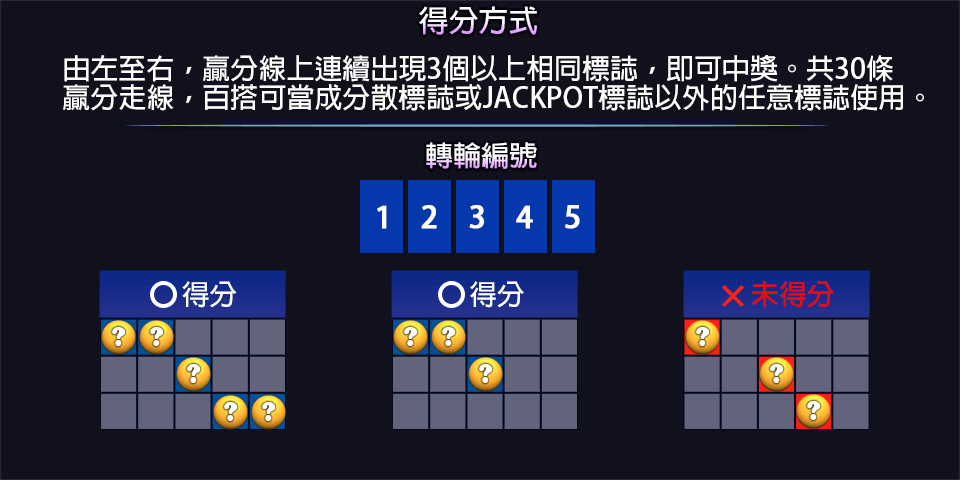 得分方式
由左至右，贏分線上連續出現3個以上相同標誌，即可中獎。共30條
贏分走線，百搭可當成分散標誌或JACKPOT標誌以外的任意標誌使用。
轉輪編號
1 2 3 4 5
○得分 ○得分 ×未得分
? ? ? ? ?
? ?
? ? ?